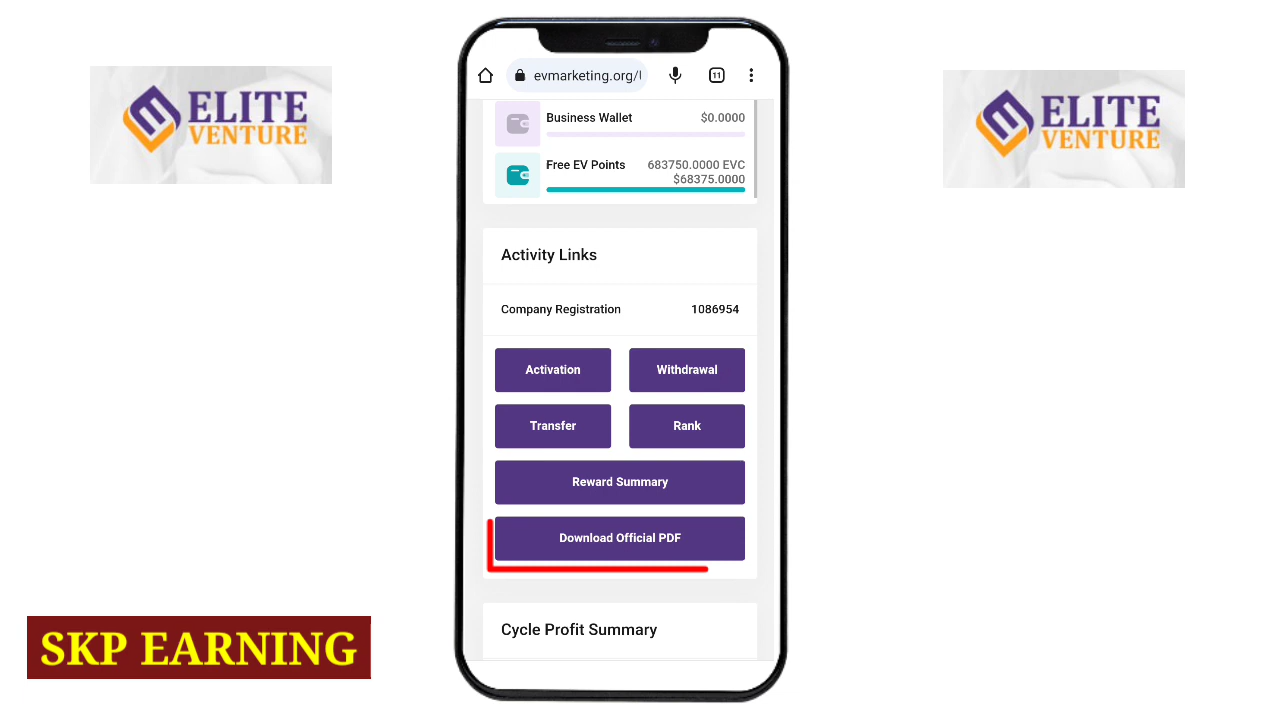 ELITE
VENTURE
ELITE
VENTURE
evmarketing.org/
11
Business Wallet $0.0000
Free EV Points 683750.0000 EVC
$68375.0000
Activity Links
Company Registration 1086954
Activation Withdrawal
Transfer Rank
Reward Summary
Download Official PDF
Cycle Profit Summary
SKP EARNING